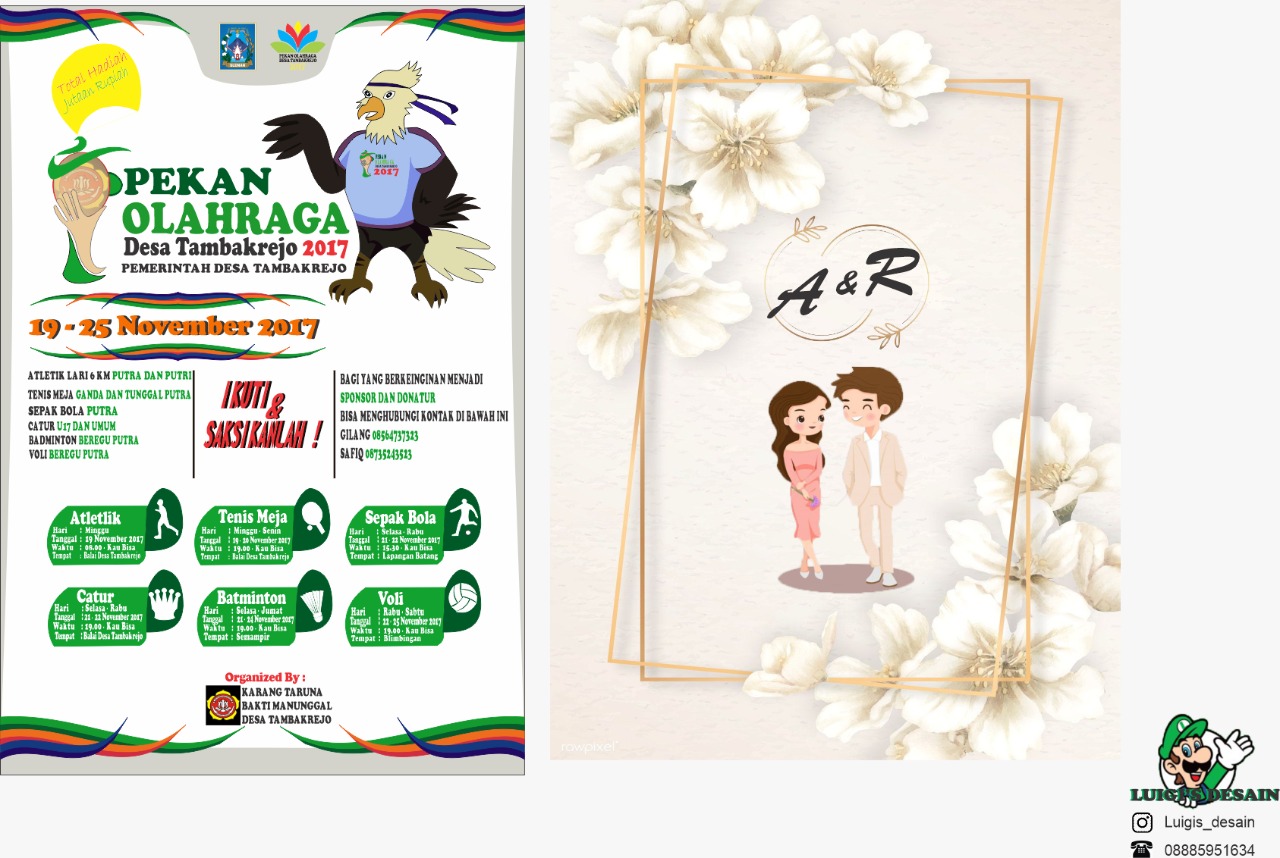 Total Hadiah
Jutaan Rupiah
PEKAN OLAHRAGA
DESA TAMBAKREJO
PEKAN
OLAHRAGA
Desa Tambakrejo 2017
PEMERINTAH DESA TAMBAKREJO
2017
19 - 25 November 2017
ATLETIK LARI 6 KM PUTRA DAN PUTRI
TENIS MEJA GANDA DAN TUNGGAL PUTRA
SEPAK BOLA PUTRA
CATUR U17 DAN UMUM
BADMINTON BEREGU PUTRA
VOLI BEREGU PUTRA
IKUTI
&
SAKSIKANLAH !
BAGI YANG BERKEINGINAN MENJADI
SPONSOR DAN DONATUR
BISA MENGHUBUNGI KONTAK DI BAWAH INI
GILANG 08564737323
SAFIQ 08735243523
Atletlik
Hari : Minggu
Tanggal : 19 November 2017
Waktu : 08.00 - Kau Bisa
Tempat : Balai Desa Tambakrejo
Tenis Meja
Hari : Minggu - Senin
Tanggal : 19 - 20 November 2017
Waktu : 19.00 - Kau Bisa
Tempat : Balai Desa Tambakrejo
Sepak Bola
Hari : Selasa - Rabu
Tanggal : 21 - 22 November 2017
Waktu : 15.30 - Kau Bisa
Tempat : Lapangan Batang
Catur
Hari : Selasa - Rabu
Tanggal : 21 - 22 November 2017
Waktu : 19.00 - Kau Bisa
Tempat : Balai Desa Tambakrejo
Batminton
Hari : Selasa - Jumat
Tanggal : 21 - 24 November 2017
Waktu : 19.00 - Kau Bisa
Tempat : Semampir
Voli
Hari : Rabu - Sabtu
Tanggal : 22 - 25 November 2017
Waktu : 19.00 - Kau Bisa
Tempat : Blimbingan
Organized By :
KARANG TARUNA
BAKTI MANUNGGAL
DESA TAMBAKREJO
A & R
rawpixel
LUIGI'S DESAIN
Luigis_desain
08885951634